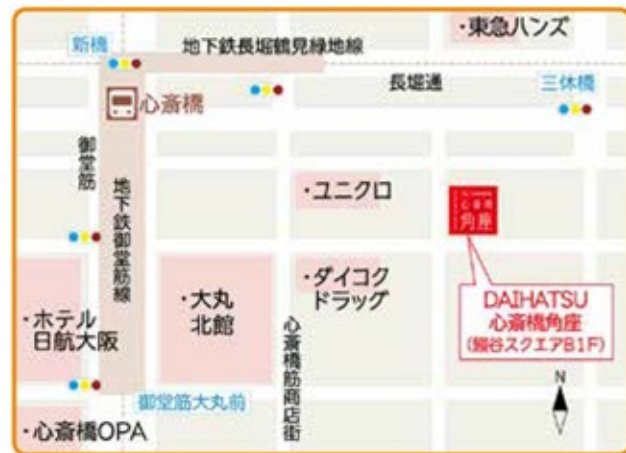 ・東急ハンズ
新橋
地下鉄長堀鶴見緑地線
長堀通
三休橋
心斎橋
御堂筋
地下鉄御堂筋線
・ユニクロ
心斎橋
角座
・ダイコク
ドラッグ
・大丸
北館
心斎橋筋商店街
DAIHATSU
心斎橋角座
(鰻谷スクエアB1F)
・ホテル
日航大阪
御堂筋大丸前
・心斎橋OPA
N